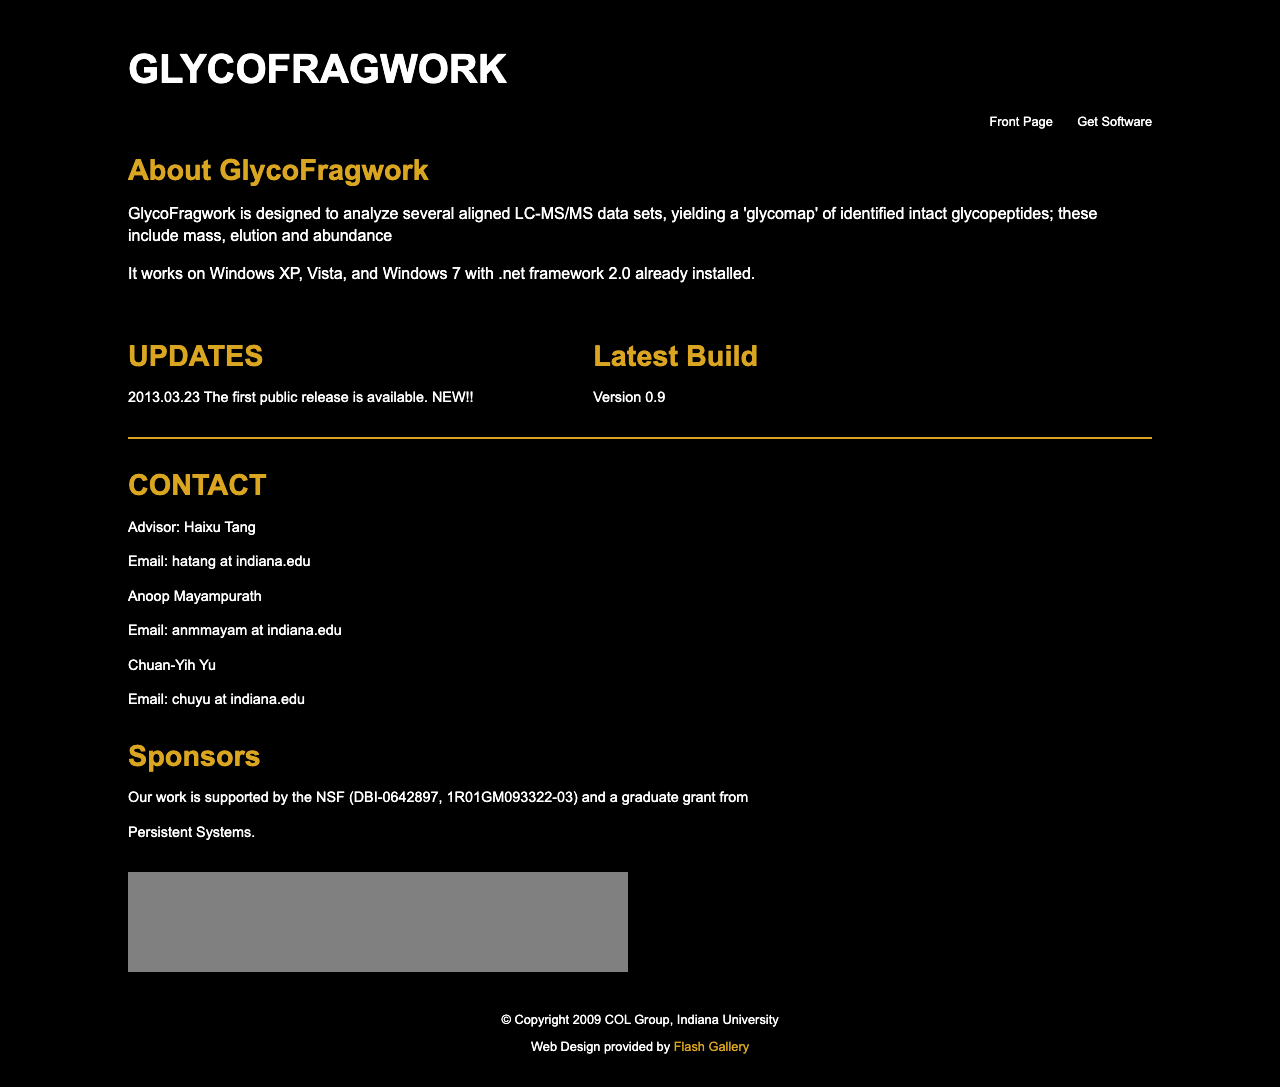 GLYCOFRAGWORK
Front Page
Get Software
About GlycoFragwork
GlycoFragwork is designed to analyze several aligned LC-MS/MS data sets, yielding a 'glycomap' of identified intact glycopeptides; these
include mass, elution and abundance
It works on Windows XP, Vista, and Windows 7 with .net framework 2.0 already installed.
UPDATES
2013.03.23 The first public release is available. NEW!!
Latest Build
Version 0.9
CONTACT
Advisor: Haixu Tang
Email: hatang at indiana.edu
Anoop Mayampurath
Email: anmmayam at indiana.edu
Chuan-Yih Yu
Email: chuyu at indiana.edu
Sponsors
Our work is supported by the NSF (DBI-0642897, 1R01GM093322-03) and a graduate grant from
Persistent Systems.
© Copyright 2009 COL Group, Indiana University
Web Design provided by Flash Gallery